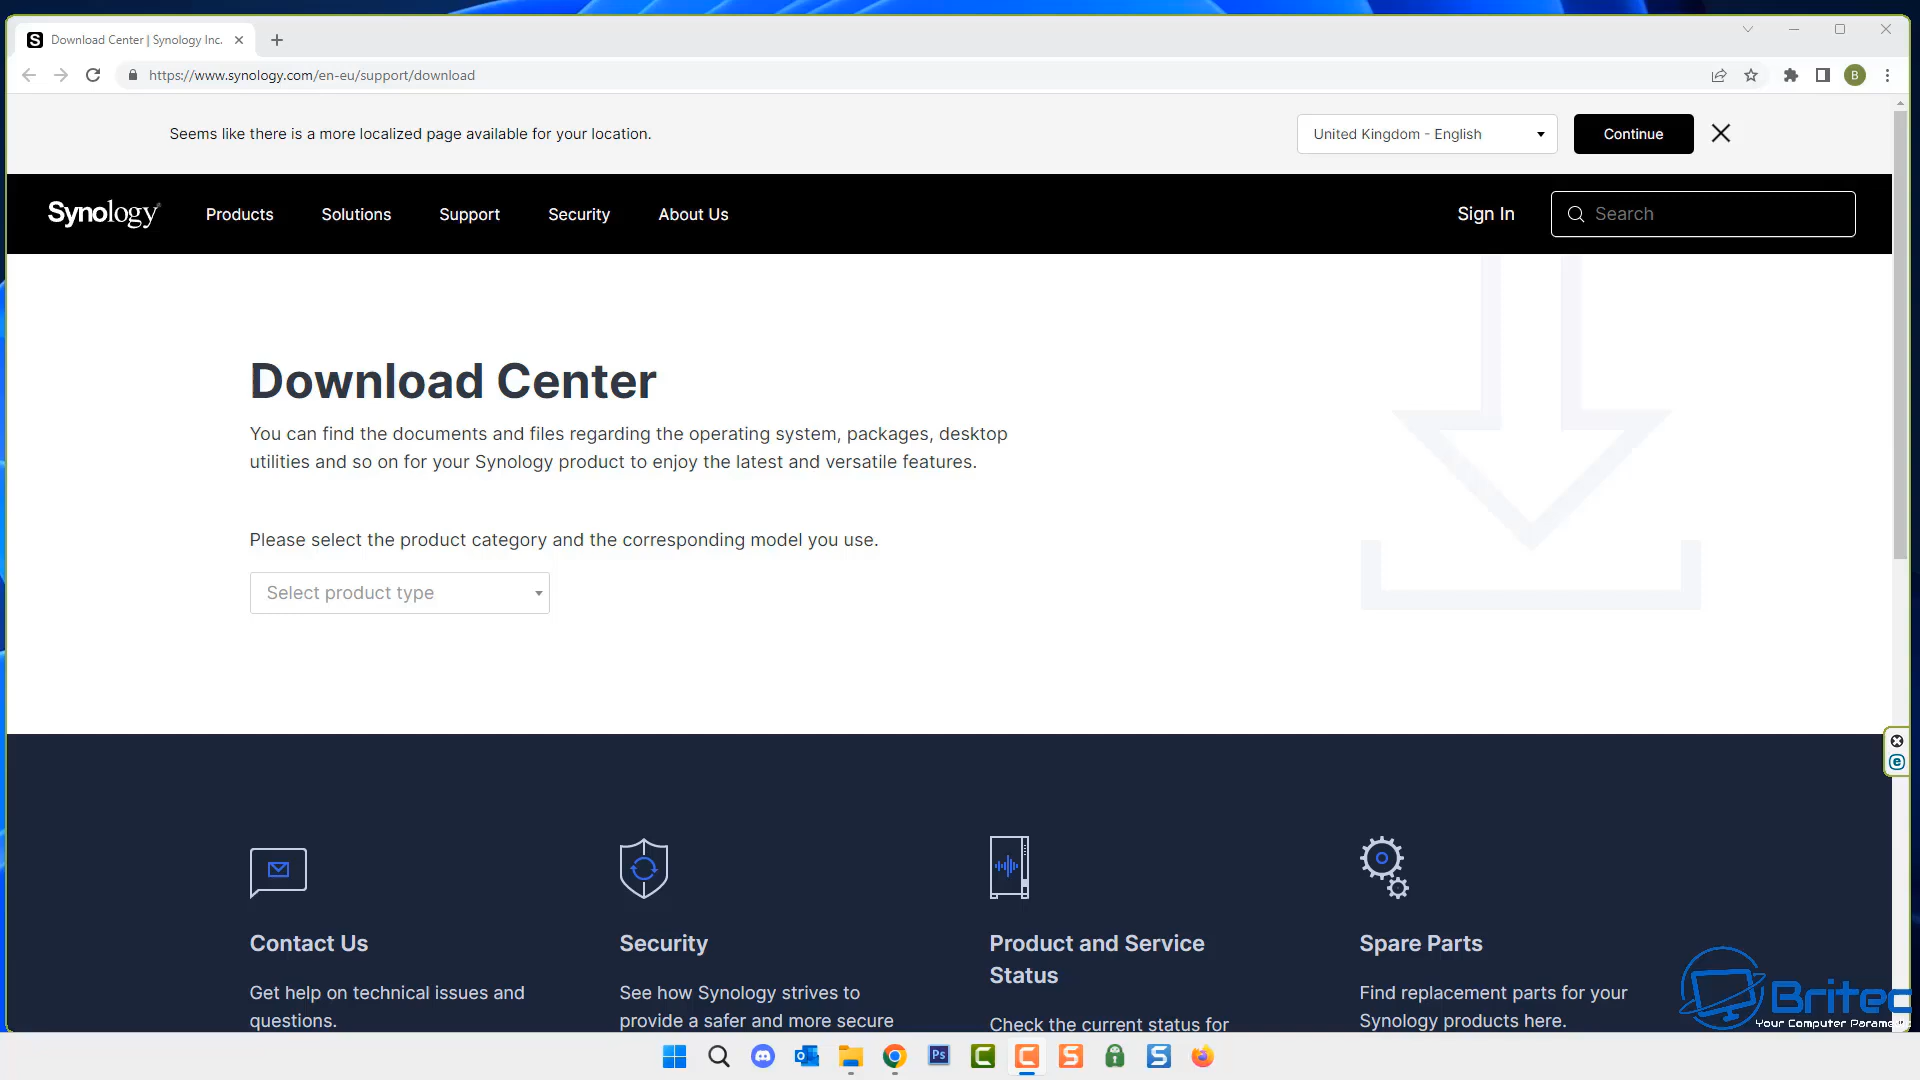 Download Center | Synology Inc.
https://www.synology.com/en-eu/support/download
B
Seems like there is a more localized page available for your location.
United Kingdom - English
Continue
Synology
Products
Solutions
Support
Security
About Us
Sign In
Search
Download Center
You can find the documents and files regarding the operating system, packages, desktop
utilities and so on for your Synology product to enjoy the latest and versatile features.
Please select the product category and the corresponding model you use.
Select product type
Contact Us
Get help on technical issues and
questions.
Security
See how Synology strives to
provide a safer and more secure
Product and Service
Status
Check the current status for
Spare Parts
Find replacement parts for your
Synology products here.
Britec
Your Computer Parame
Ps